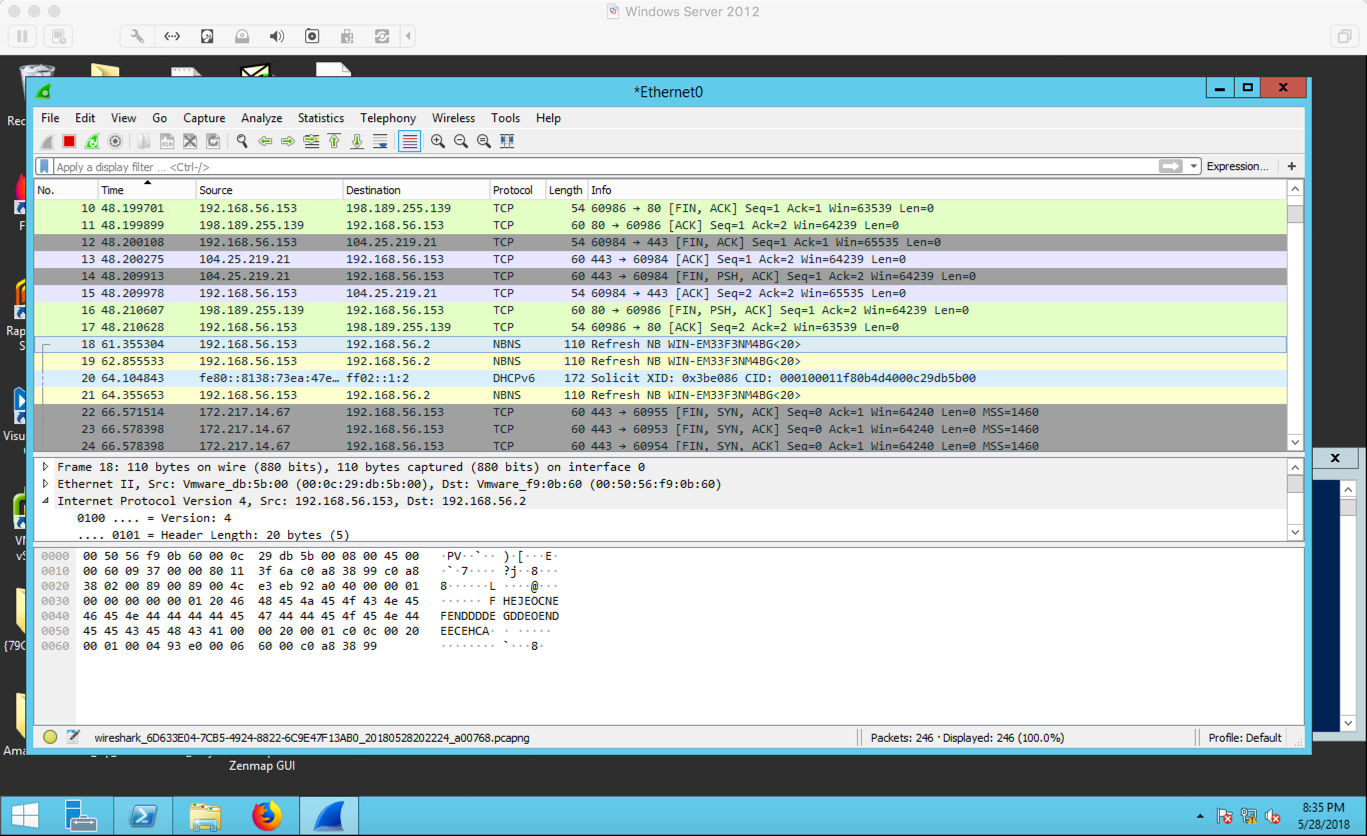 Windows Server 2012
*Ethernet0
File Edit View Go Capture Analyze Statistics Telephony Wireless Tools Help
Apply a display filter ... <Ctrl-/> Expression... +
No. Time Source Destination Protocol Length Info
10 48.199701 192.168.56.153 198.189.255.139 TCP 54 60986 → 80 [FIN, ACK] Seq=1 Ack=1 Win=63539 Len=0
11 48.199899 198.189.255.139 192.168.56.153 TCP 60 80 → 60986 [ACK] Seq=1 Ack=2 Win=64239 Len=0
12 48.200108 192.168.56.153 104.25.219.21 TCP 54 60984 → 443 [FIN, ACK] Seq=1 Ack=1 Win=65535 Len=0
13 48.200275 104.25.219.21 192.168.56.153 TCP 60 443 → 60984 [ACK] Seq=1 Ack=2 Win=64239 Len=0
14 48.209913 104.25.219.21 192.168.56.153 TCP 60 443 → 60984 [FIN, PSH, ACK] Seq=1 Ack=2 Win=64239 Len=0
15 48.209978 192.168.56.153 104.25.219.21 TCP 54 60984 → 443 [ACK] Seq=2 Ack=2 Win=65535 Len=0
16 48.210607 198.189.255.139 192.168.56.153 TCP 60 80 → 60986 [FIN, PSH, ACK] Seq=1 Ack=2 Win=64239 Len=0
17 48.210628 192.168.56.153 198.189.255.139 TCP 54 60986 → 80 [ACK] Seq=2 Ack=2 Win=63539 Len=0
18 61.355304 192.168.56.153 192.168.56.2 NBNS 110 Refresh NB WIN-EM33F3NM4BG<20>
19 62.855533 192.168.56.153 192.168.56.2 NBNS 110 Refresh NB WIN-EM33F3NM4BG<20>
20 64.104843 fe80::8138:73ea:47e… ff02::1:2 DHCPv6 172 Solicit XID: 0x3be086 CID: 000100011f80b4d4000c29db5b00
21 64.355653 192.168.56.153 192.168.56.2 NBNS 110 Refresh NB WIN-EM33F3NM4BG<20>
22 66.571514 172.217.14.67 192.168.56.153 TCP 60 443 → 60955 [FIN, SYN, ACK] Seq=0 Ack=1 Win=64240 Len=0 MSS=1460
23 66.578398 172.217.14.67 192.168.56.153 TCP 60 443 → 60953 [FIN, SYN, ACK] Seq=0 Ack=1 Win=64240 Len=0 MSS=1460
24 66.578398 172.217.14.67 192.168.56.153 TCP 60 443 → 60954 [FIN, SYN, ACK] Seq=0 Ack=1 Win=64240 Len=0 MSS=1460
Frame 18: 110 bytes on wire (880 bits), 110 bytes captured (880 bits) on interface 0
Ethernet II, Src: Vmware_db:5b:00 (00:0c:29:db:5b:00), Dst: Vmware_f9:0b:60 (00:50:56:f9:0b:60)
Internet Protocol Version 4, Src: 192.168.56.153, Dst: 192.168.56.2
0100 .... = Version: 4
.... 0101 = Header Length: 20 bytes (5)
0000 00 50 56 f9 0b 60 00 0c 29 db 5b 00 08 00 45 00 ·PV··`·· )·[···E·
0010 00 60 09 37 00 00 80 11 3f 6a c0 a8 38 99 c0 a8 ·`·7···· ?j··8···
0020 38 02 00 89 00 89 00 4c e3 eb 92 a0 40 00 00 01 8······L ····@···
0030 00 00 00 00 00 01 20 46 48 45 4a 45 4f 43 4e 45 ······ F HEJEOCNE
0040 46 45 4e 44 44 44 44 45 47 44 44 45 4f 45 4e 44 FENDDDDE GDDEOEND
0050 45 45 43 45 48 43 41 00 00 20 00 01 c0 0c 00 20 EECEHCA· · ·····
0060 00 01 00 04 93 e0 00 06 60 00 c0 a8 38 99 ········ `···8·
wireshark_6D633E04-7CB5-4924-8822-6C9E47F13AB0_20180528202224_a00768.pcapng Packets: 246 · Displayed: 246 (100.0%) Profile: Default
Rec
F
Rap
S
Visu
VM
vS
{79C
Ama
Zenmap GUI
8:35 PM
5/28/2018